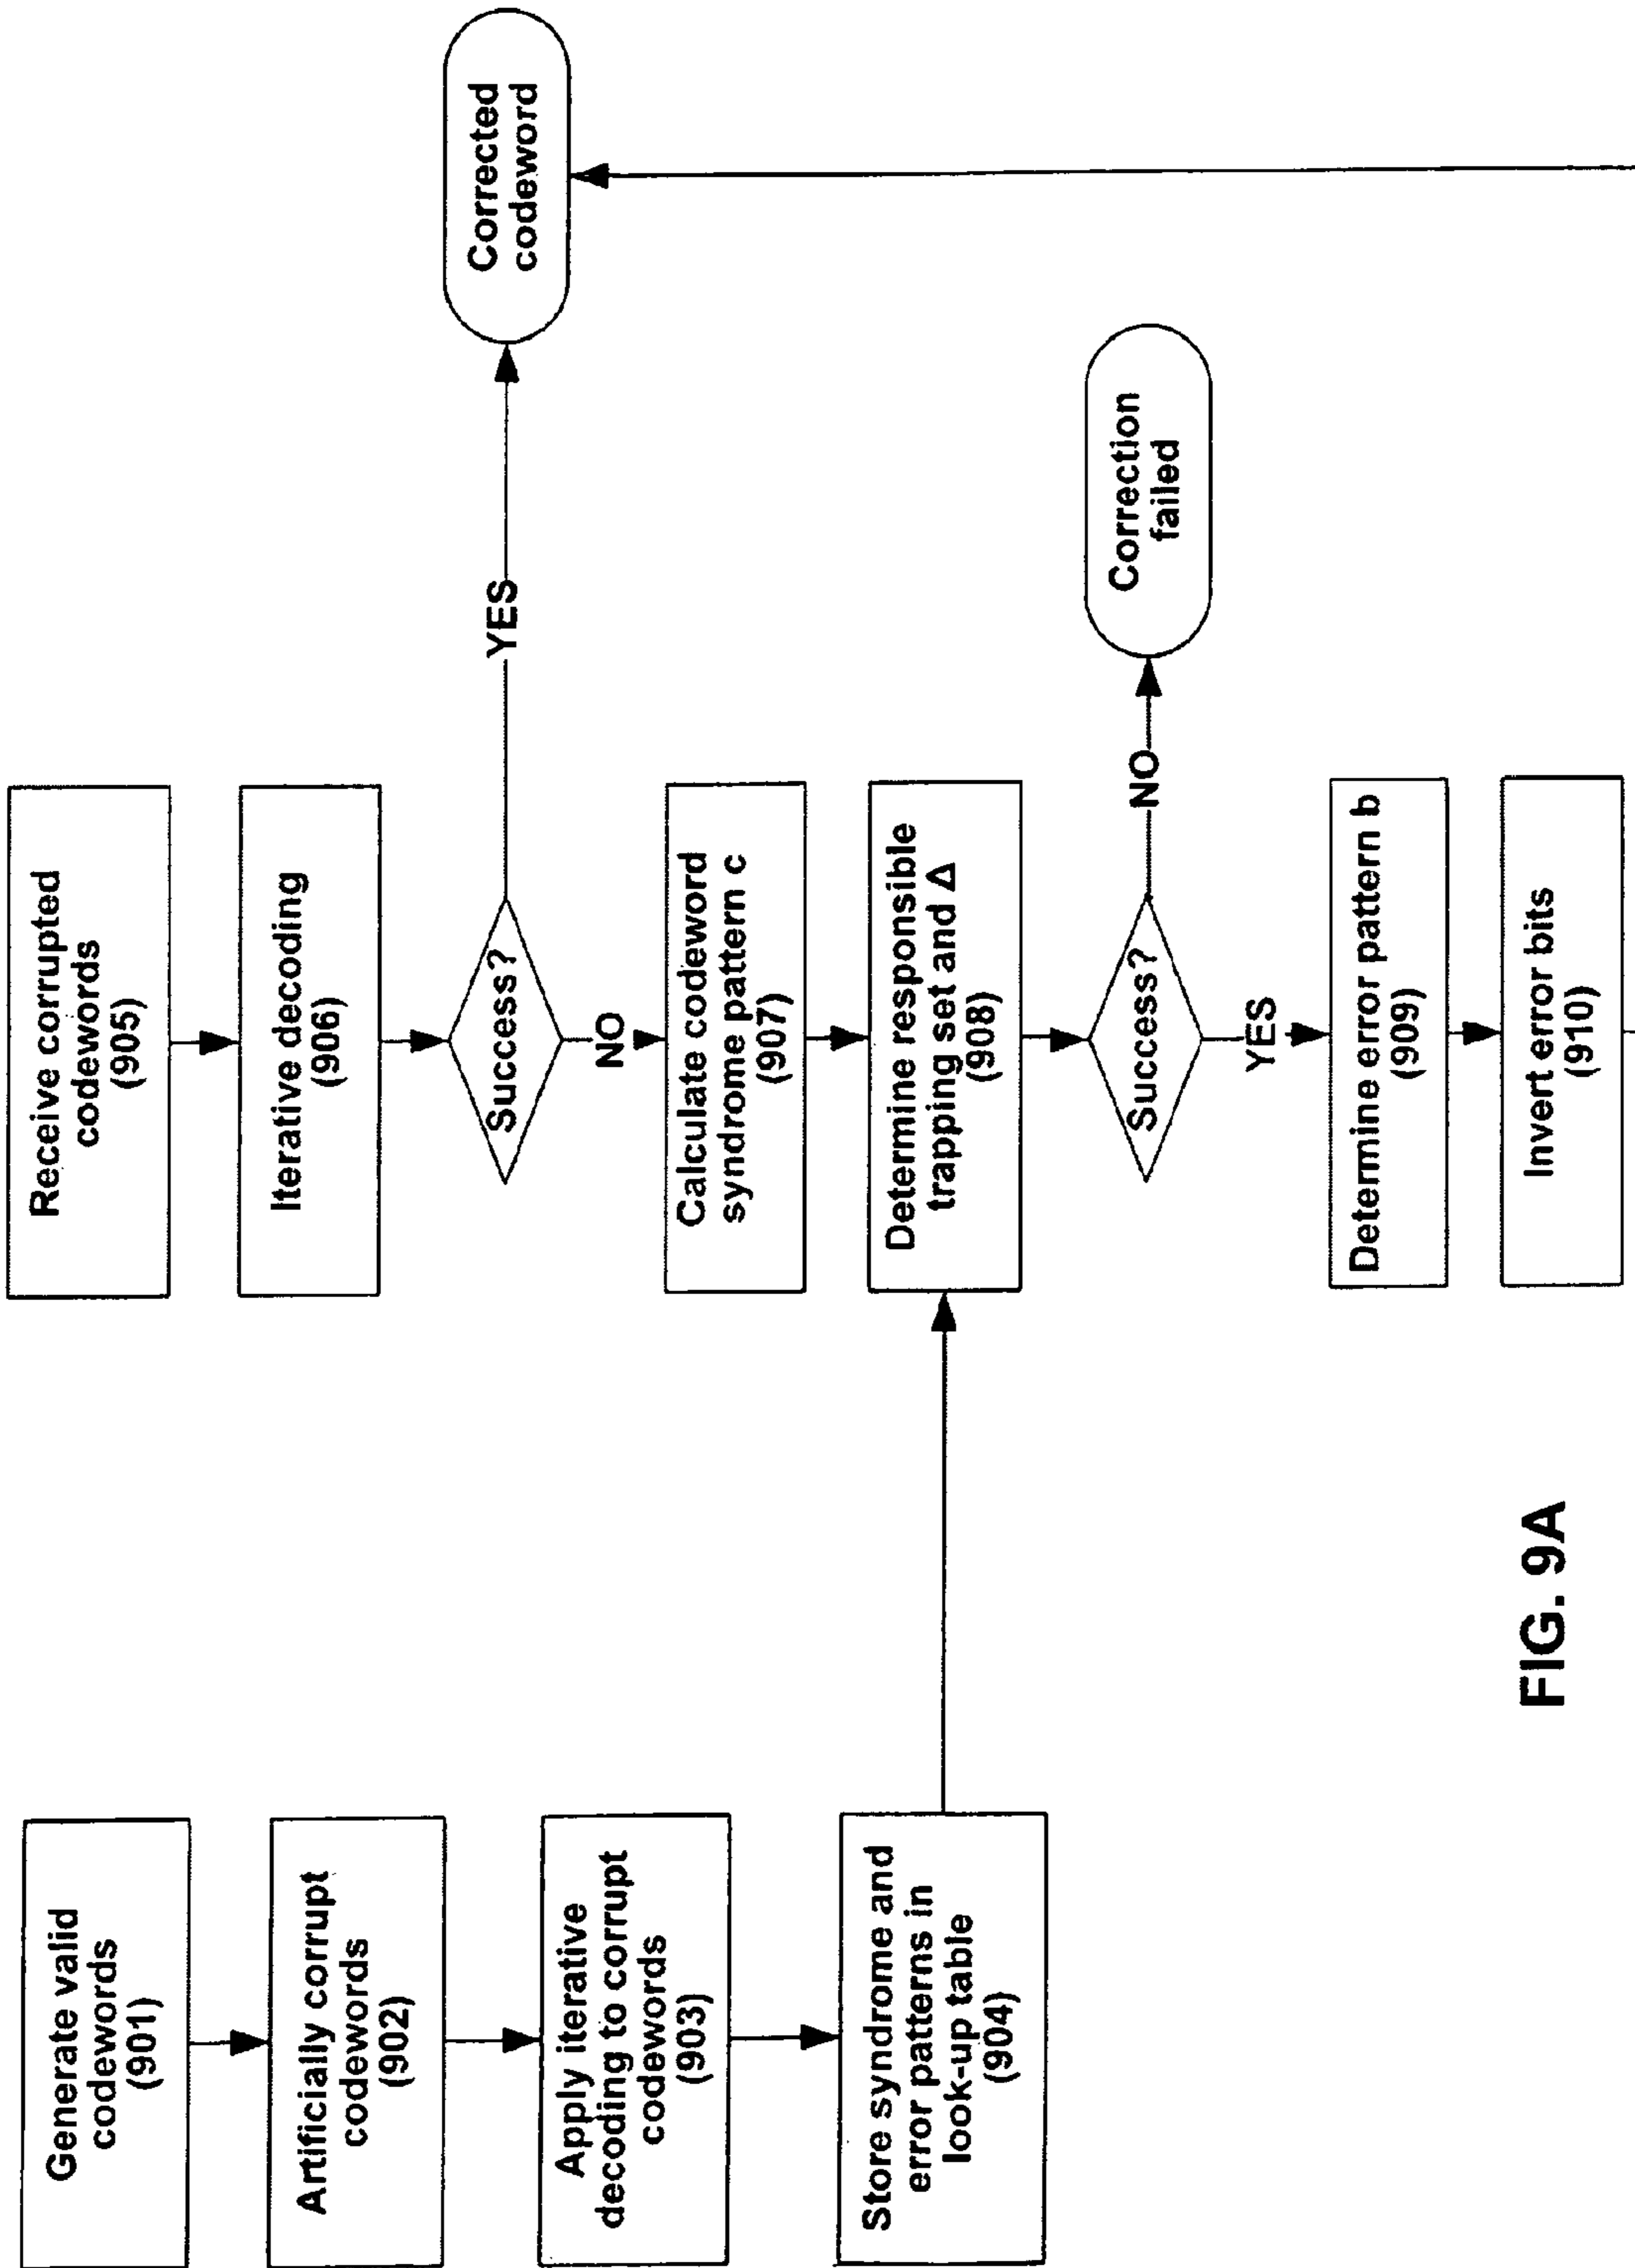 Generate valid
codewords
(901)
Artificially corrupt
codewords
(902)
Apply iterative
decoding to corrupt
codewords
(903)
Store syndrome and
error patterns in
look-up table
(904)
Receive corrupted
codewords
(905)
Iterative decoding
(906)
Success?
YES
Corrected
codeword
NO
Calculate codeword
syndrome pattern c
(907)
Determine responsible
trapping set and Δ
(908)
Success?
NO
Correction
failed
YES
Determine error pattern b
(909)
Invert error bits
(910)
FIG. 9A